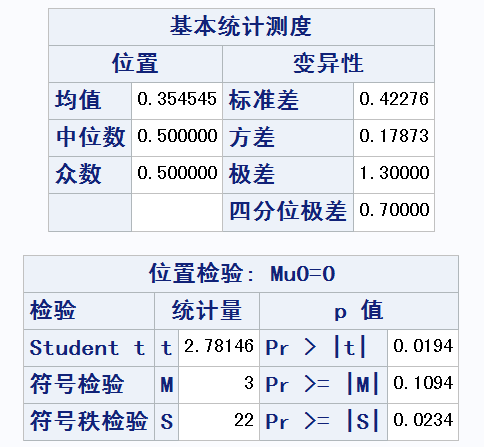 基本统计测度
位置 变异性
均值 0.354545 标准差 0.42276
中位数 0.500000 方差 0.17873
众数 0.500000 极差 1.30000
四分位极差 0.70000
位置检验: Mu0=0
检验 统计量 p 值
Student t t 2.78146 Pr > |t| 0.0194
符号检验 M 3 Pr >= |M| 0.1094
符号秩检验 S 22 Pr >= |S| 0.0234